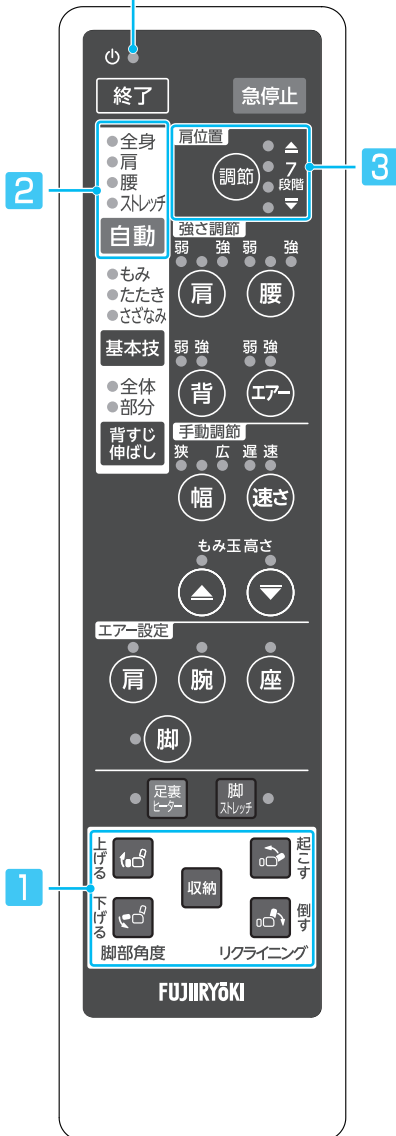 終了
急停止
2
全身
肩
腰
ストレッチ
自動
肩位置
調節
7
段階
3
強さ調節
弱 強 弱 強
肩
腰
もみ
たたき
さざなみ
基本技
弱 強 弱 強
背
エアー
全体
部分
背すじ
伸ばし
手動調節
狭 広 遅 速
幅
速さ
もみ玉高さ
エアー設定
肩
腕
座
脚
足裏
ヒーター
脚
ストレッチ
1
上げる
下げる
脚部角度
収納
起こす
倒す
リクライニング
FUJIIRYŌKI